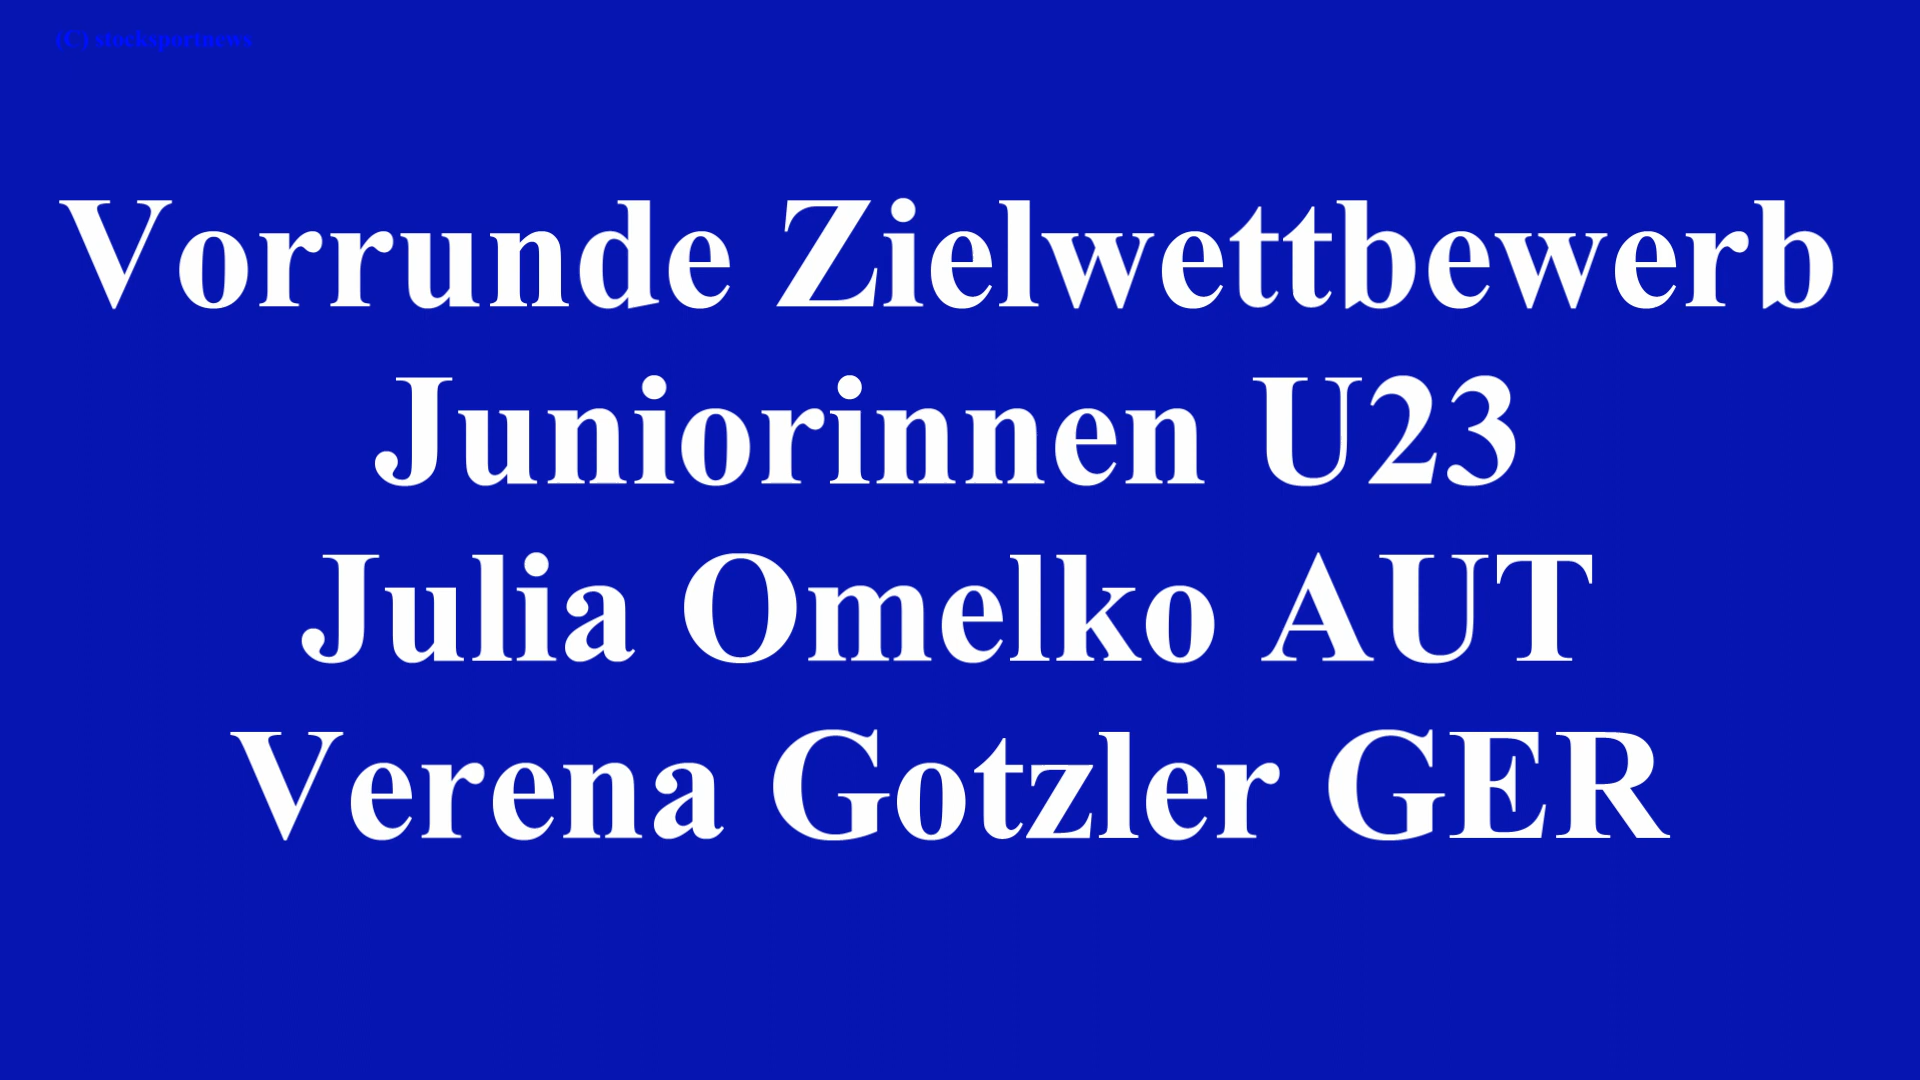 (C) stocksportnews
Vorrunde Zielwettbewerb
Juniorinnen U23
Julia Omelko AUT
Verena Gotzler GER